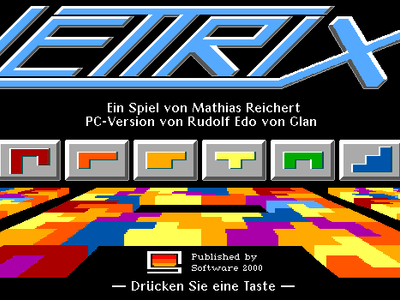 LETTRIX
Ein Spiel von Mathias Reichert
PC-Version von Rudolf Edo von Glan
Published by
Software 2000
— Drücken Sie eine Taste —